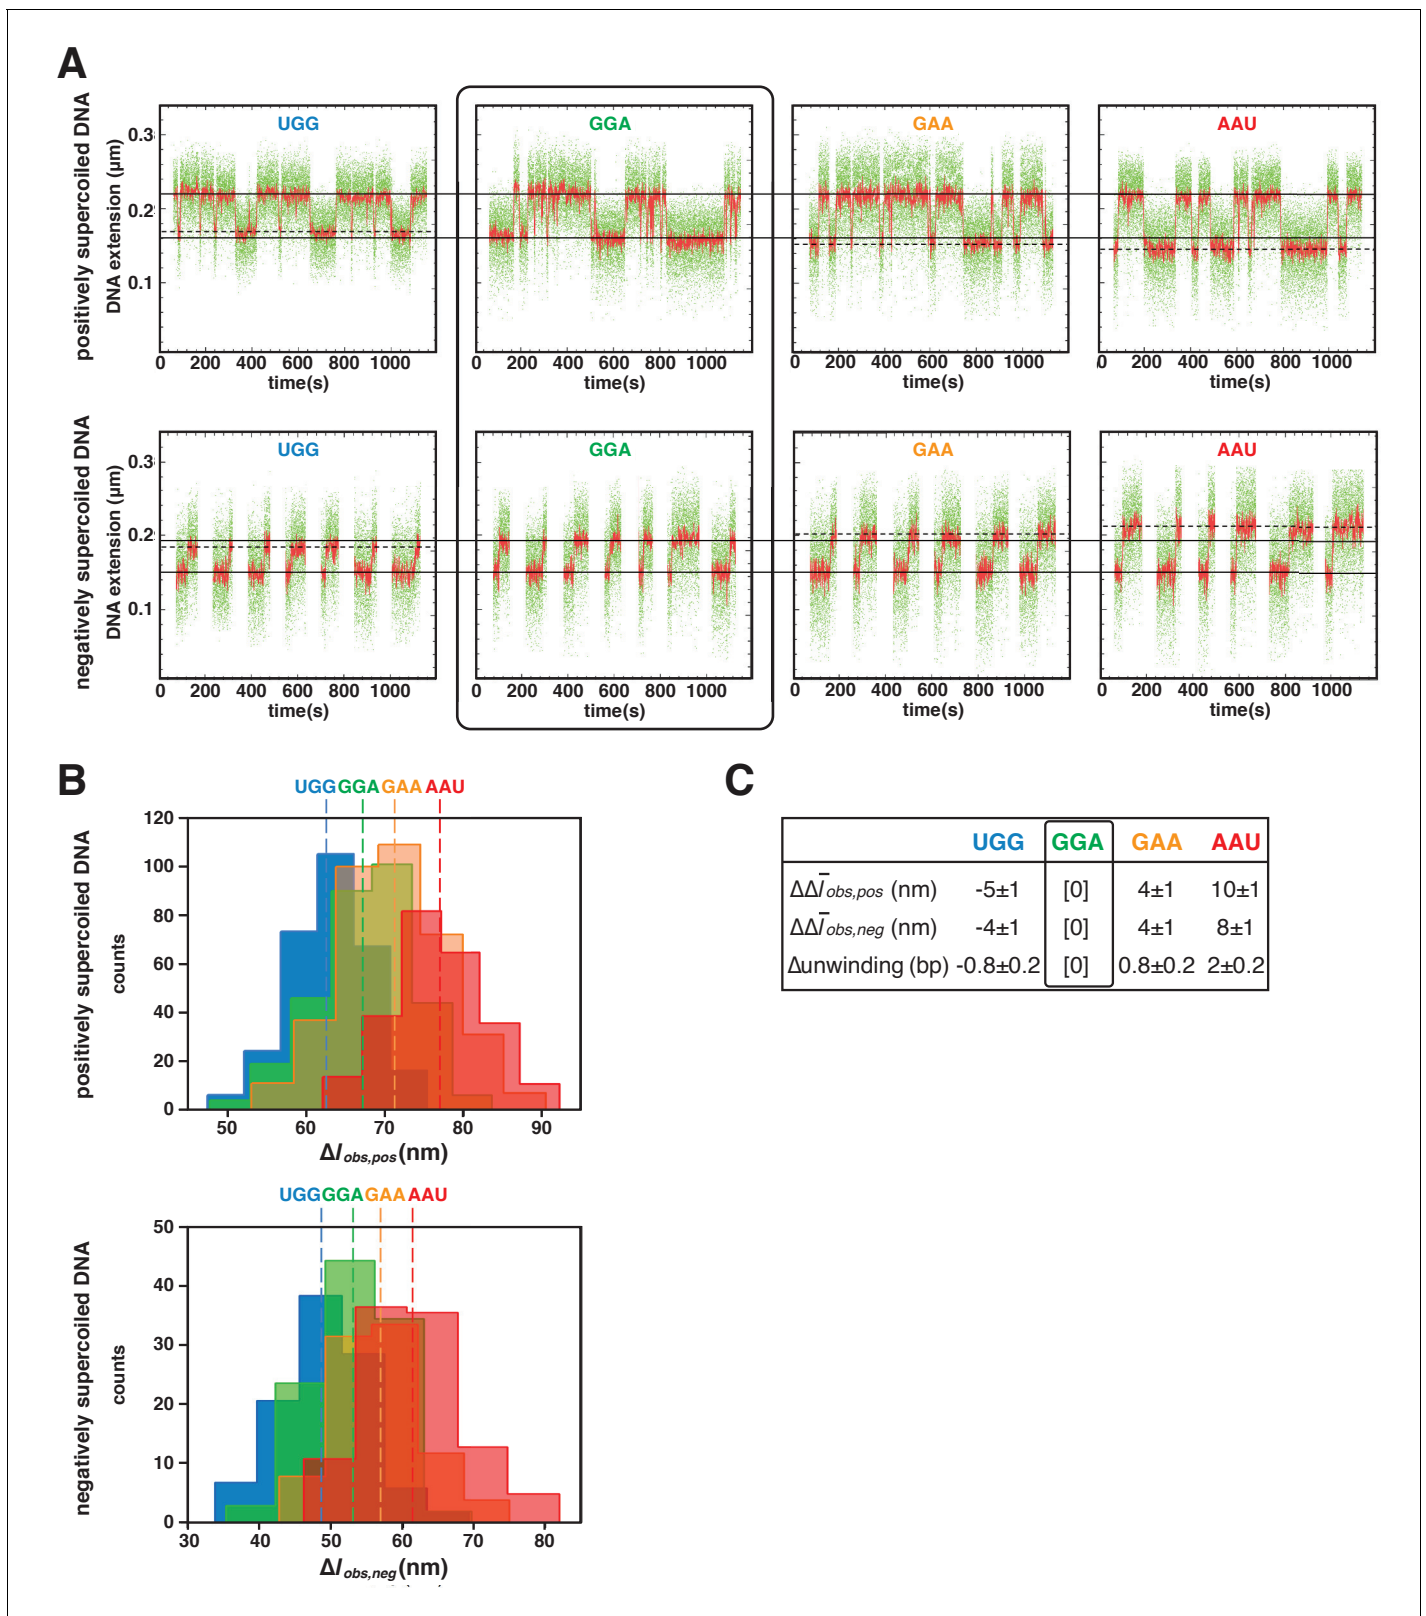 A
positively supercoiled DNA
DNA extension (µm)
UGG
GGA
GAA
AAU
0.3
0.2
0.1
0 200 400 600 800 1000
0 200 400 600 800 1000
0 200 400 600 800 1000
0 200 400 600 800 1000
time(s)
time(s)
time(s)
time(s)
negatively supercoiled DNA
DNA extension (µm)
UGG
GGA
GAA
AAU
0.3
0.2
0.1
0 200 400 600 800 1000
0 200 400 600 800 1000
0 200 400 600 800 1000
0 200 400 600 800 1000
time(s)
time(s)
time(s)
time(s)
B
UGG GGA GAA AAU
positively supercoiled DNA
counts
120
100
80
60
40
20
0
50 60 70 80 90
Δl obs,pos (nm)
UGG GGA GAA AAU
negatively supercoiled DNA
counts
50
40
30
20
10
0
30 40 50 60 70 80
Δl obs,neg (nm)
C
UGG GGA GAA AAU
ΔΔl̄ obs,pos (nm) -5±1 [0] 4±1 10±1
ΔΔl̄ obs,neg (nm) -4±1 [0] 4±1 8±1
Δunwinding (bp) -0.8±0.2 [0] 0.8±0.2 2±0.2